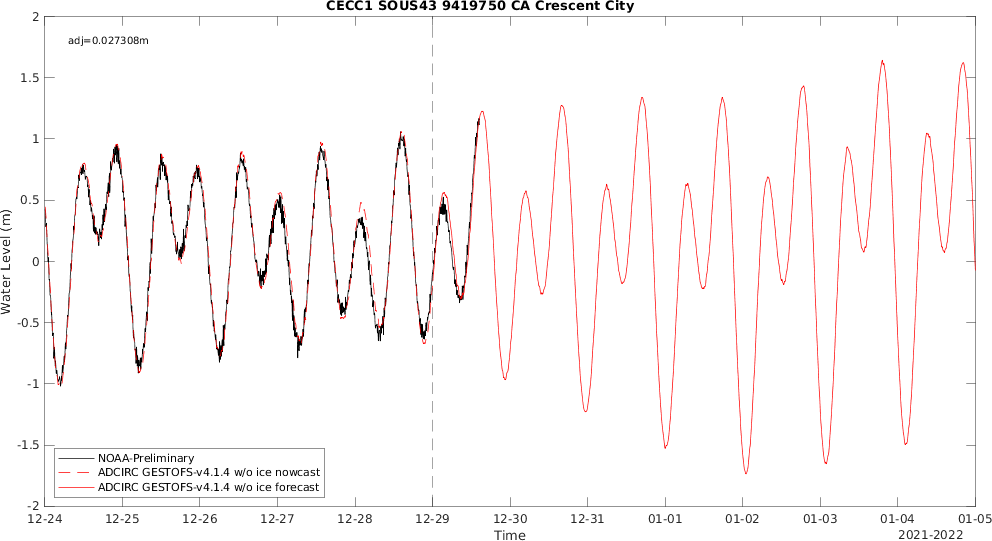 CECC1 SOUS43 9419750 CA Crescent City
adj=0.027308m
2
1.5
1
0.5
0
-0.5
-1
-1.5
-2
Water Level (m)
NOAA-Preliminary
ADCIRC GESTOFS-v4.1.4 w/o ice nowcast
ADCIRC GESTOFS-v4.1.4 w/o ice forecast
12-24 12-25 12-26 12-27 12-28 12-29 12-30 12-31 01-01 01-02 01-03 01-04 01-05
Time
2021-2022